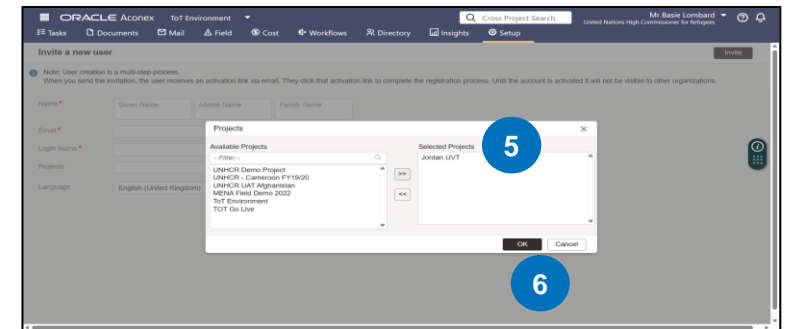 ORACLE Aconex ToT Environment Cross Project Search Mr Basie Lombard
United Nations High Commissioner for Refugees
Tasks Documents Mail Field Cost Workflows Directory Insights Setup
Invite a new user Invite
Note: User creation is a multi-step process.
When you send the invitation, the user receives an activation link via email. They click that activation link to complete the registration process. Until the account is activated it will not be visible to other organizations.
Name * Given Name Middle Name Family Name
Email *
Login Name *
Projects
Language English (United Kingdom)
Projects
Available Projects
- Filter -
UNHCR Demo Project
UNHCR - Cameroon FY19/20
UNHCR UAT Afghanistan
MENA Field Demo 2022
ToT Environment
TOT Go Live
>>
<<
Selected Projects
Jordan UVT
5
OK Cancel
6